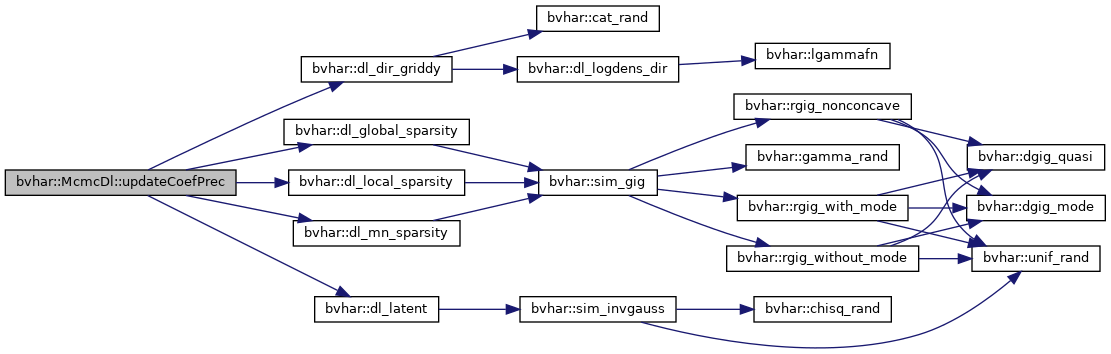 bvhar::McmcDl::updateCoefPrec
bvhar::dl_dir_griddy
bvhar::cat_rand
bvhar::dl_logdens_dir
bvhar::lgammafn
bvhar::dl_global_sparsity
bvhar::dl_local_sparsity
bvhar::dl_mn_sparsity
bvhar::sim_gig
bvhar::rgig_nonconcave
bvhar::gamma_rand
bvhar::rgig_with_mode
bvhar::rgig_without_mode
bvhar::dgig_quasi
bvhar::dgig_mode
bvhar::unif_rand
bvhar::dl_latent
bvhar::sim_invgauss
bvhar::chisq_rand